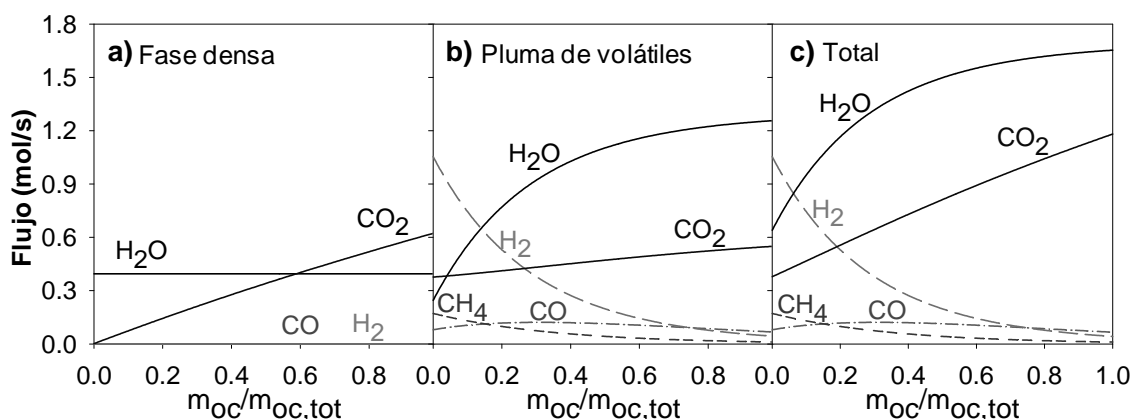 a) Fase densa
b) Pluma de volátiles
c) Total
Flujo (mol/s)
1.8
1.5
1.2
0.9
0.6
0.3
0.0
H2O
CO2
CO
H2
H2O
H2
CO2
CH4
CO
H2O
CO2
H2
CH4
CO
0.0 0.2 0.4 0.6 0.8 0.0 0.2 0.4 0.6 0.8 0.0 0.2 0.4 0.6 0.8 1.0
moc/moc,tot moc/moc,tot moc/moc,tot